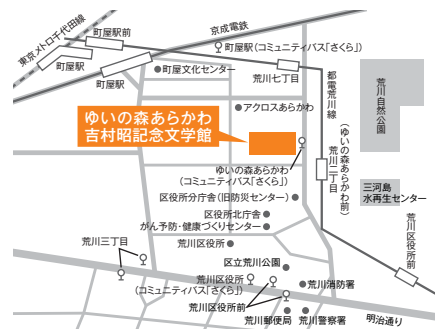 東京メトロ千代田線
町屋駅前
町屋駅
京成電鉄
町屋駅(コミュニティバス「さくら」)
町屋駅
町屋文化センター
荒川七丁目
都電荒川線
アクロスあらかわ
荒川自然公園
ゆいの森あらかわ
吉村昭記念文学館
荒川二丁目
(ゆいの森あらかわ前)
ゆいの森あらかわ
(コミュニティバス「さくら」)
三河島
水再生センター
区役所分庁舎(旧防災センター)
区役所北庁舎
がん予防・健康づくりセンター
荒川区役所前
荒川三丁目
荒川区役所
区立荒川公園
荒川区役所
(コミュニティバス「さくら」)
荒川消防署
荒川区役所前
荒川郵便局
荒川警察署
明治通り